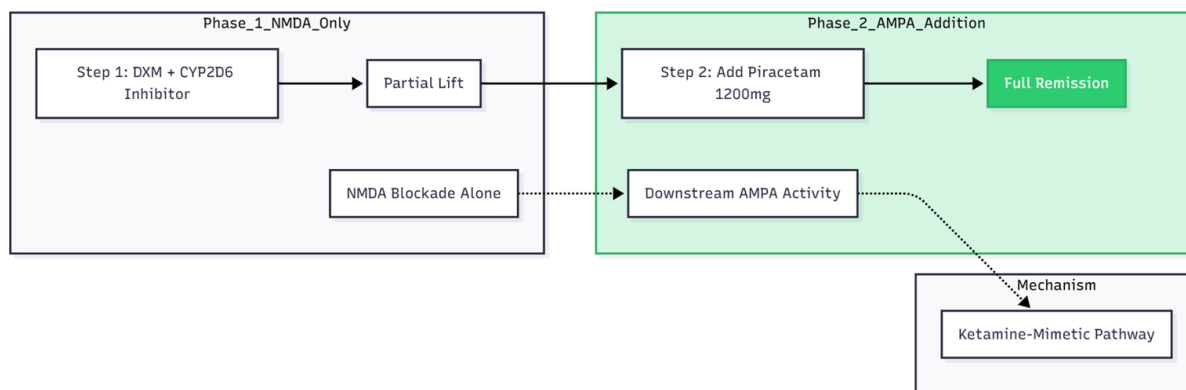 Phase_1_NMDA_Only
Step 1: DXM + CYP2D6
Inhibitor
Partial Lift
NMDA Blockade Alone
Phase_2_AMPA_Addition
Step 2: Add Piracetam
1200mg
Full Remission
Downstream AMPA Activity
Mechanism
Ketamine-Mimetic Pathway